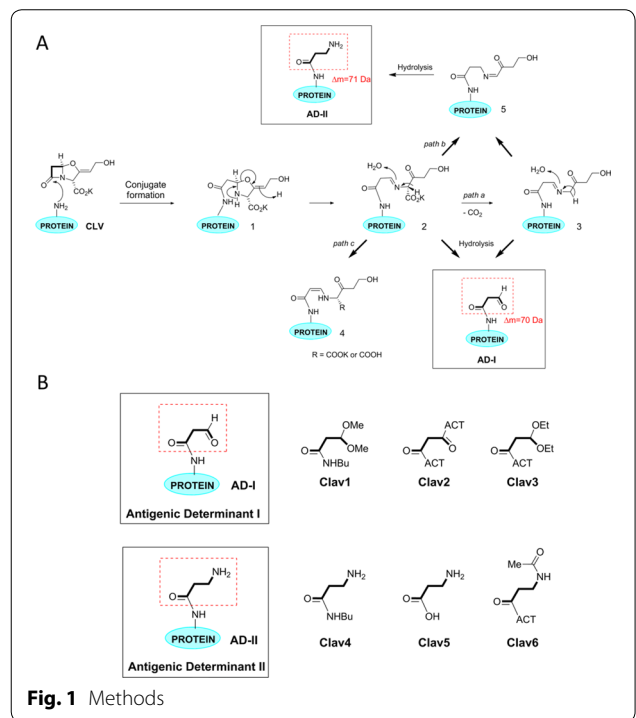 A
NH2
O
NH
Δm=71 Da
PROTEIN
AD-II
Hydrolysis
OH
O
O
N
NH
PROTEIN
5
path b
H
O
OH
N
O
CO2K
NH2
PROTEIN
CLV
Conjugate
formation
H
O
OH
O
N
H
H
NH
CO2K
PROTEIN
1
H2O
O
OH
N
H
O
CO2K
NH
PROTEIN
2
path a
- CO2
H2O
O
OH
N
H
O
NH
PROTEIN
3
path c
Hydrolysis
OH
O
O
HN
NH
R
PROTEIN
4
R = COOK or COOH
H
O
O
Δm=70 Da
NH
PROTEIN
AD-I
B
H
O
O
NH
PROTEIN
AD-I
Antigenic Determinant I
OMe
OMe
O
NHBu
Clav1
ACT
O
O
ACT
Clav2
OEt
OEt
O
ACT
Clav3
NH2
O
NH
PROTEIN
AD-II
Antigenic Determinant II
NH2
O
NHBu
Clav4
NH2
O
OH
Clav5
Me
O
NH
O
ACT
Clav6
Fig. 1 Methods